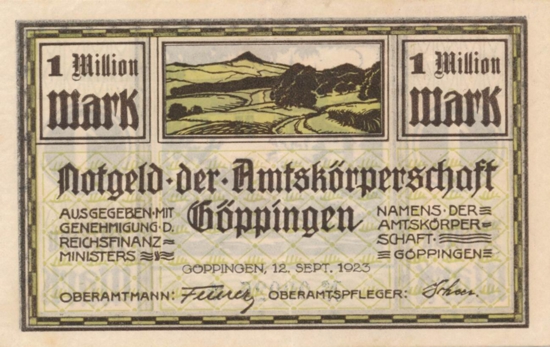 1 Million
Mark
1 Million
Mark
Notgeld · der · Amtskörperschaft
Göppingen
AUSGEGEBEN · MIT
GENEHMIGUNG D.
REICHSFINANZ=
MINISTERS
NAMENS · DER
AMTSKÖRPER
SCHAFT ·
GÖPPINGEN
GÖPPINGEN, 12. SEPT. 1923
OBERAMTMANN:
OBERAMTSPFLEGER: